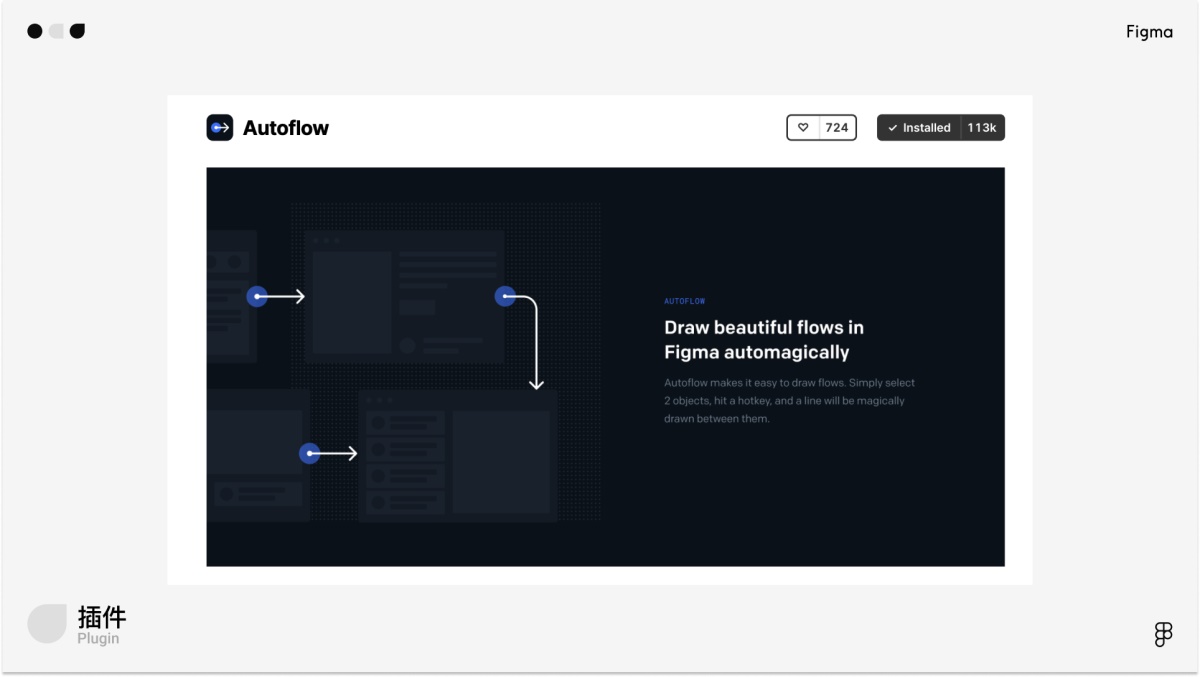 Figma
Autoflow
724
Installed 113k
AUTOFLOW
Draw beautiful flows in
Figma automagically
Autoflow makes it easy to draw flows. Simply select
2 objects, hit a hotkey, and a line will be magically
drawn between them.
插件
Plugin